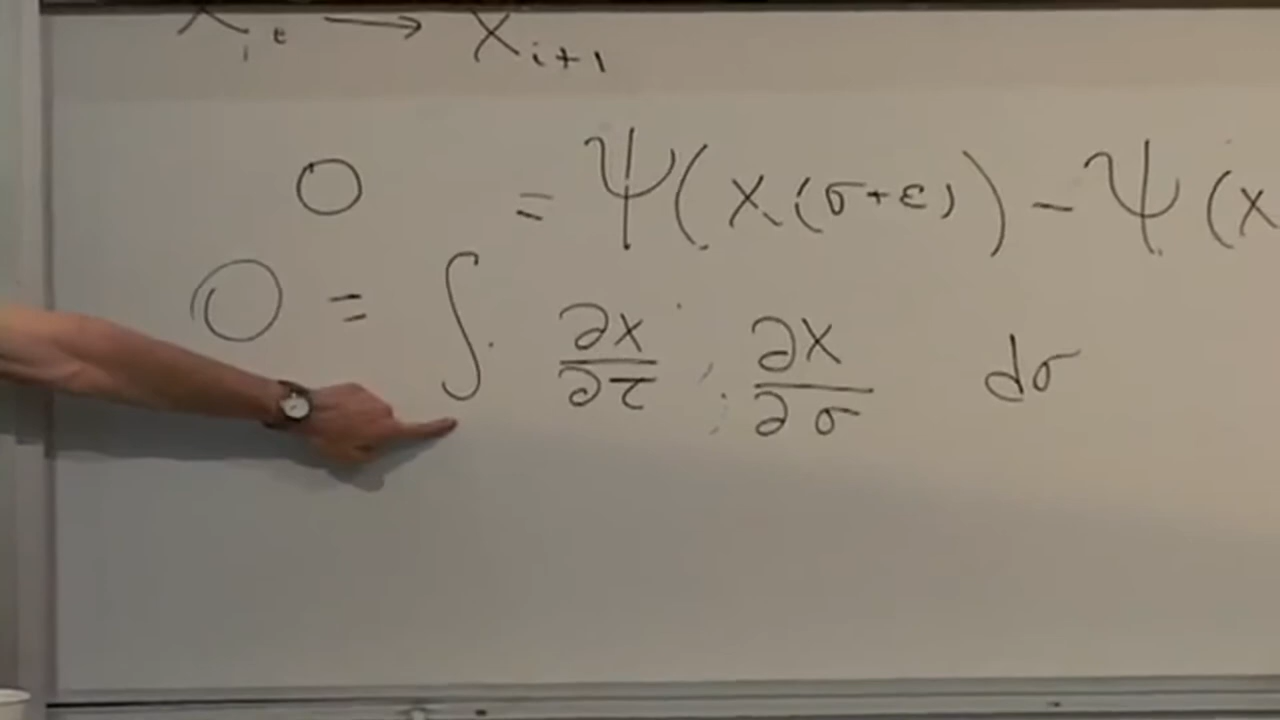 X_i → X_{i+1}
0 = Ψ(X(σ+ε)) − Ψ(X
0 = ∫ ∂X/∂τ · ∂X/∂σ dσ